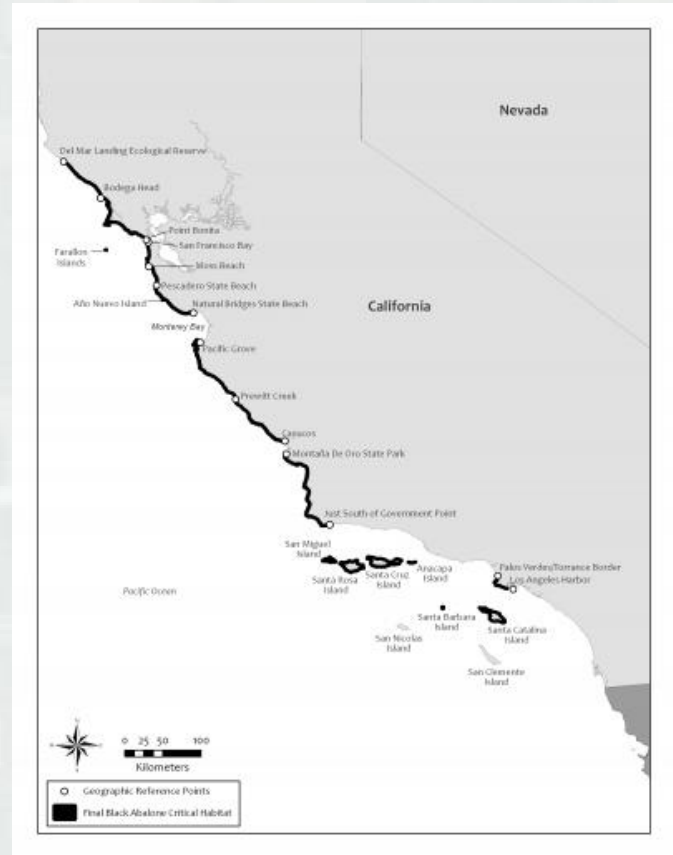 Nevada
Del Mar Landing Ecological Reserve
Bodega Head
Point Bonita
San Francisco Bay
Farallon
Islands
Moss Beach
Pescadero State Beach
Año Nuevo Island
Natural Bridges State Beach
California
Monterey Bay
Pacific Grove
Prewitt Creek
Cayucos
Montaña De Oro State Park
Just South of Government Point
San Miguel
Island
Santa Rosa
Island
Santa Cruz
Island
Anacapa
Island
Palos Verdes/Torrance Border
Los Angeles Harbor
Pacific Ocean
Santa Barbara
Island
Santa Catalina
Island
San Nicolas
Island
San Clemente
Island
N
W
E
S
0 25 50 100
Kilometers
Geographic Reference Points
Final Black Abalone Critical Habitat